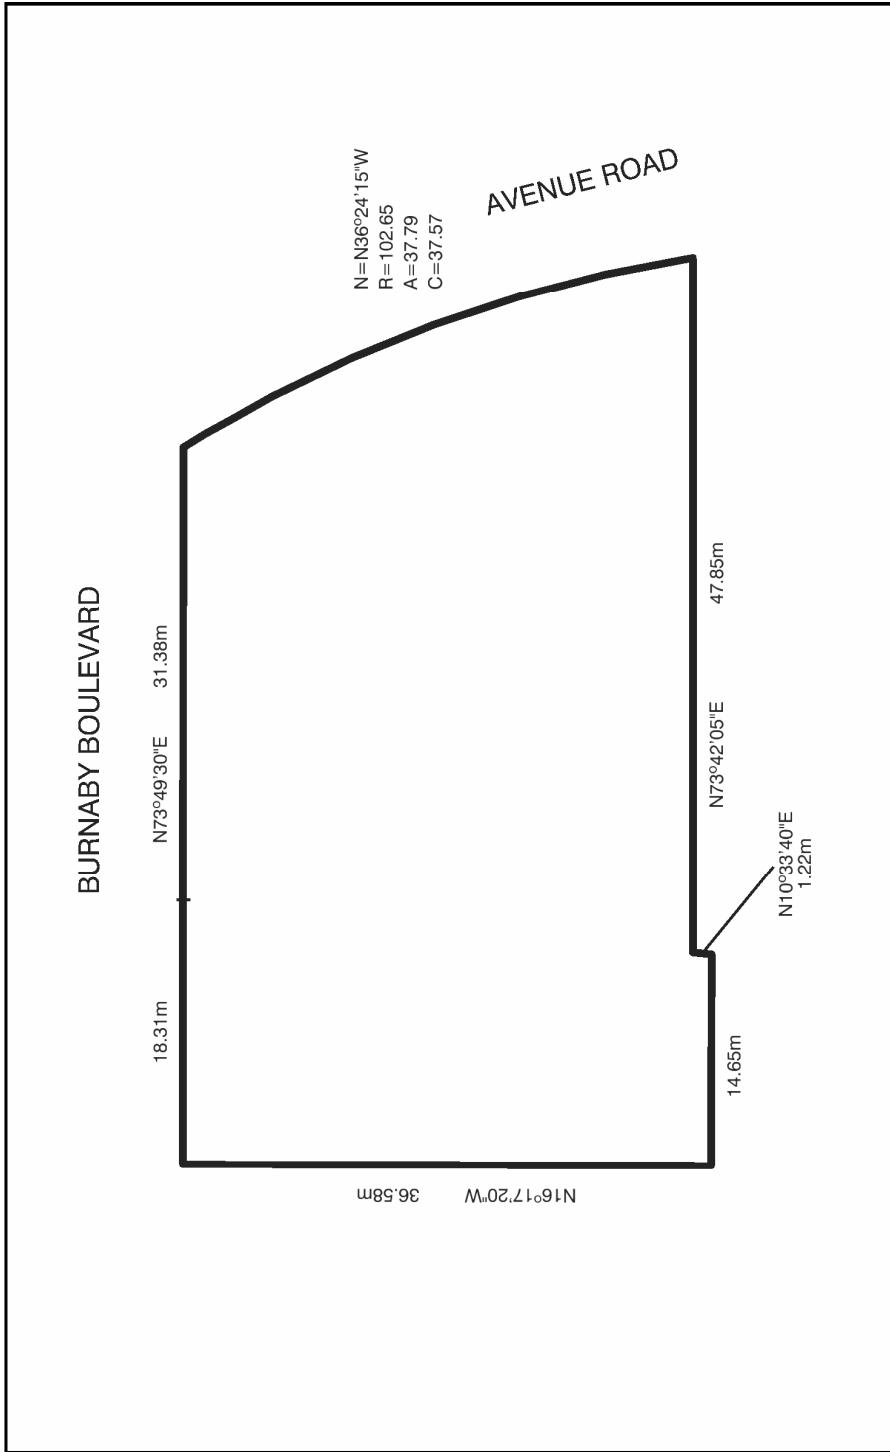 BURNABY BOULEVARD
18.31m
N73°49'30"E
31.38m
N=N36°24'15"W
R=102.65
A=37.79
C=37.57
AVENUE ROAD
N16°17'20"W
36.58m
14.65m
N10°33'40"E
1.22m
N73°42'05"E
47.85m